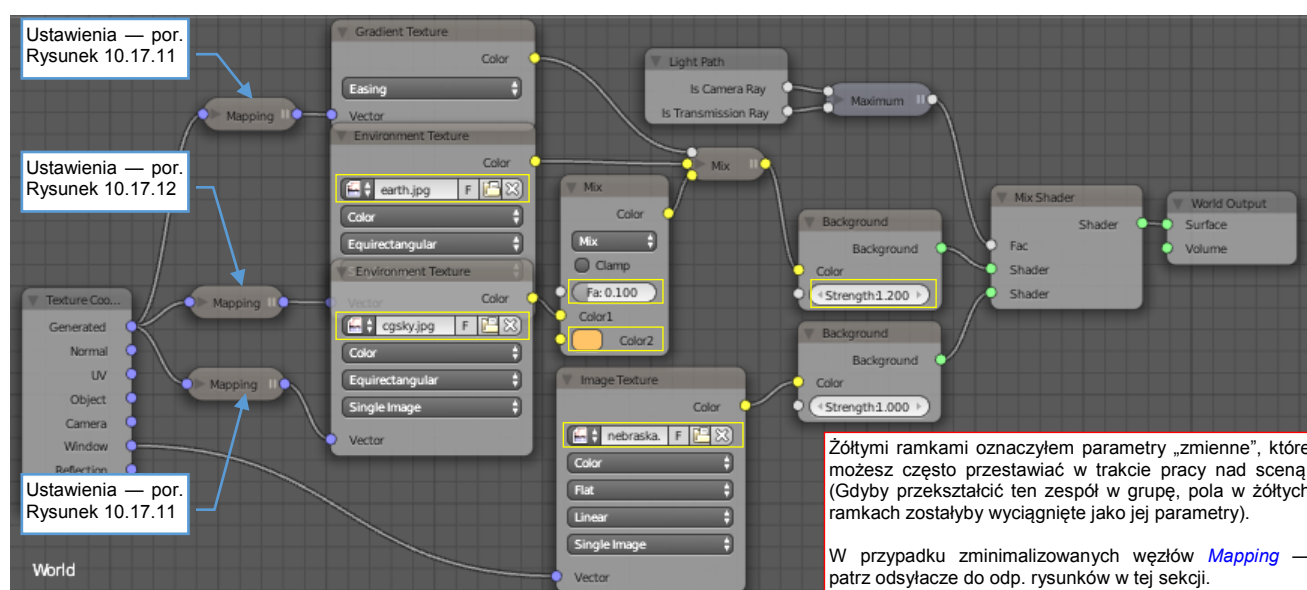 Ustawienia — por.
Rysunek 10.17.11
Ustawienia — por.
Rysunek 10.17.12
Ustawienia — por.
Rysunek 10.17.11
Texture Coo...
Generated
Normal
UV
Object
Camera
Window
Reflection
Mapping
Mapping
Mapping
Gradient Texture
Color
Easing
Vector
Environment Texture
Color
earth.jpg
F
Color
Equirectangular
Vector
Environment Texture
Color
cgsky.jpg
F
Color
Equirectangular
Single Image
Vector
Mix
Color
Mix
Clamp
Fa: 0.100
Color1
Color2
Image Texture
Color
nebraska.
F
Color
Flat
Linear
Single Image
Vector
Light Path
Is Camera Ray
Is Transmission Ray
Maximum
Mix
Background
Background
Color
Strength:1.200
Background
Background
Color
Strength:1.000
Mix Shader
Shader
Fac
Shader
Shader
World Output
Surface
Volume
World
Żółtymi ramkami oznaczyłem parametry „zmienne”, które
możesz często przestawiać w trakcie pracy nad sceną
(Gdyby przekształcić ten zespół w grupę, pola w żółtych
ramkach zostałyby wyciągnięte jako jej parametry).
W przypadku zminimalizowanych węzłów Mapping —
patrz odsyłacze do odp. rysunków w tej sekcji.